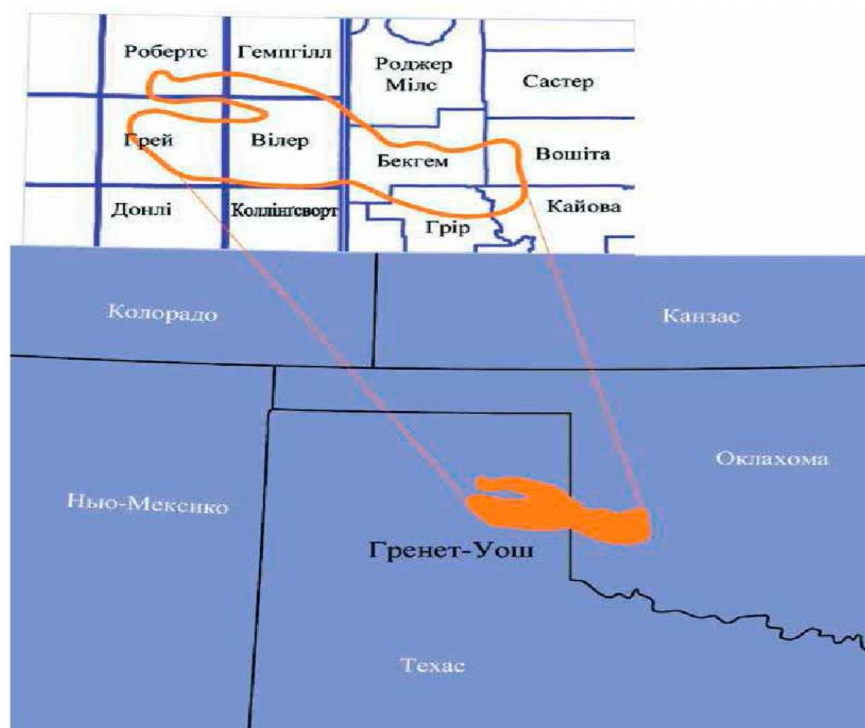 Робертс
Гемпгілл
Роджер
Мілс
Састер
Грей
Вілер
Бекгем
Вошіта
Донлі
Коллінгсворт
Грір
Кайова
Колорадо
Канзас
Нью-Мексико
Оклахома
Гренет-Уош
Техас